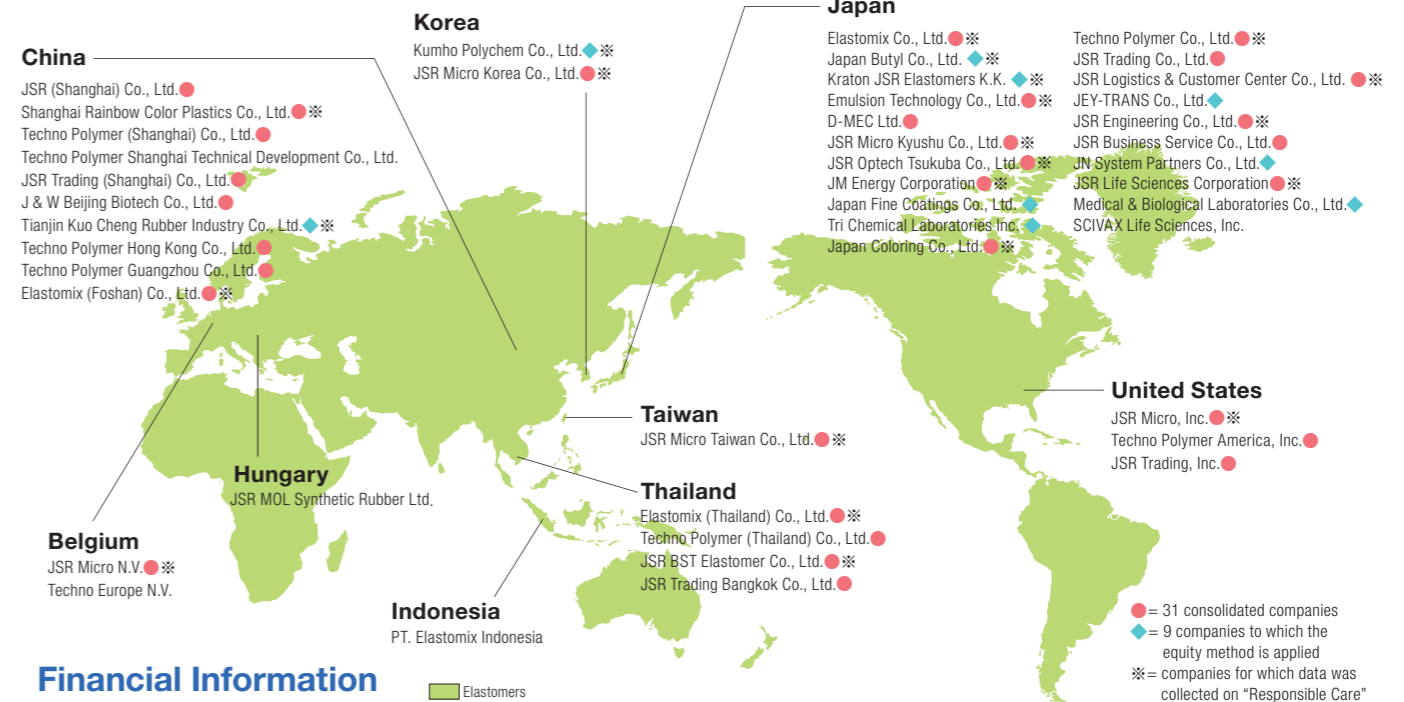 China
JSR (Shanghai) Co., Ltd.●
Shanghai Rainbow Color Plastics Co., Ltd.●※
Techno Polymer (Shanghai) Co., Ltd.●
Techno Polymer Shanghai Technical Development Co., Ltd.
JSR Trading (Shanghai) Co., Ltd.●
J & W Beijing Biotech Co., Ltd.●
Tianjin Kuo Cheng Rubber Industry Co., Ltd.◆※
Techno Polymer Hong Kong Co., Ltd.●
Techno Polymer Guangzhou Co., Ltd.●
Elastomix (Foshan) Co., Ltd.●※
Korea
Kumho Polychem Co., Ltd.◆※
JSR Micro Korea Co., Ltd.●※
Japan
Elastomix Co., Ltd.●※
Japan Butyl Co., Ltd.◆※
Kraton JSR Elastomers K.K.◆※
Emulsion Technology Co., Ltd.●※
D-MEC Ltd.●
JSR Micro Kyushu Co., Ltd.●※
JSR Optech Tsukuba Co., Ltd.●※
JM Energy Corporation●※
Japan Fine Coatings Co., Ltd.◆
Tri Chemical Laboratories Inc.◆
Japan Coloring Co., Ltd.●※
Techno Polymer Co., Ltd.●※
JSR Trading Co., Ltd.●
JSR Logistics & Customer Center Co., Ltd.●※
JEY-TRANS Co., Ltd.◆
JSR Engineering Co., Ltd.●※
JSR Business Service Co., Ltd.●
JN System Partners Co., Ltd.◆
JSR Life Sciences Corporation●※
Medical & Biological Laboratories Co., Ltd.◆
SCIVAX Life Sciences, Inc.
United States
JSR Micro, Inc.●※
Techno Polymer America, Inc.●
JSR Trading, Inc.●
Taiwan
JSR Micro Taiwan Co., Ltd.●※
Thailand
Elastomix (Thailand) Co., Ltd.●※
Techno Polymer (Thailand) Co., Ltd.●
JSR BST Elastomer Co., Ltd.●※
JSR Trading Bangkok Co., Ltd.●
Hungary
JSR MOL Synthetic Rubber Ltd.
Belgium
JSR Micro N.V.●※
Techno Europe N.V.
Indonesia
PT. Elastomix Indonesia
●= 31 consolidated companies
◆= 9 companies to which the
equity method is applied
※= companies for which data was
collected on “Responsible Care”
Financial Information
Elastomers